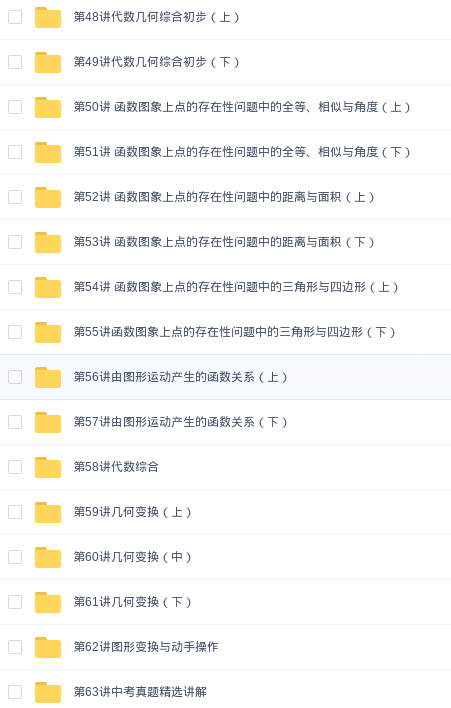 第48讲代数几何综合初步（上）
第49讲代数几何综合初步（下）
第50讲 函数图象上点的存在性问题中的全等、相似与角度（上）
第51讲 函数图象上点的存在性问题中的全等、相似与角度（下）
第52讲 函数图象上点的存在性问题中的距离与面积（上）
第53讲 函数图象上点的存在性问题中的距离与面积（下）
第54讲 函数图象上点的存在性问题中的三角形与四边形（上）
第55讲函数图象上点的存在性问题中的三角形与四边形（下）
第56讲由图形运动产生的函数关系（上）
第57讲由图形运动产生的函数关系（下）
第58讲代数综合
第59讲几何变换（上）
第60讲几何变换（中）
第61讲几何变换（下）
第62讲图形变换与动手操作
第63讲中考真题精选讲解